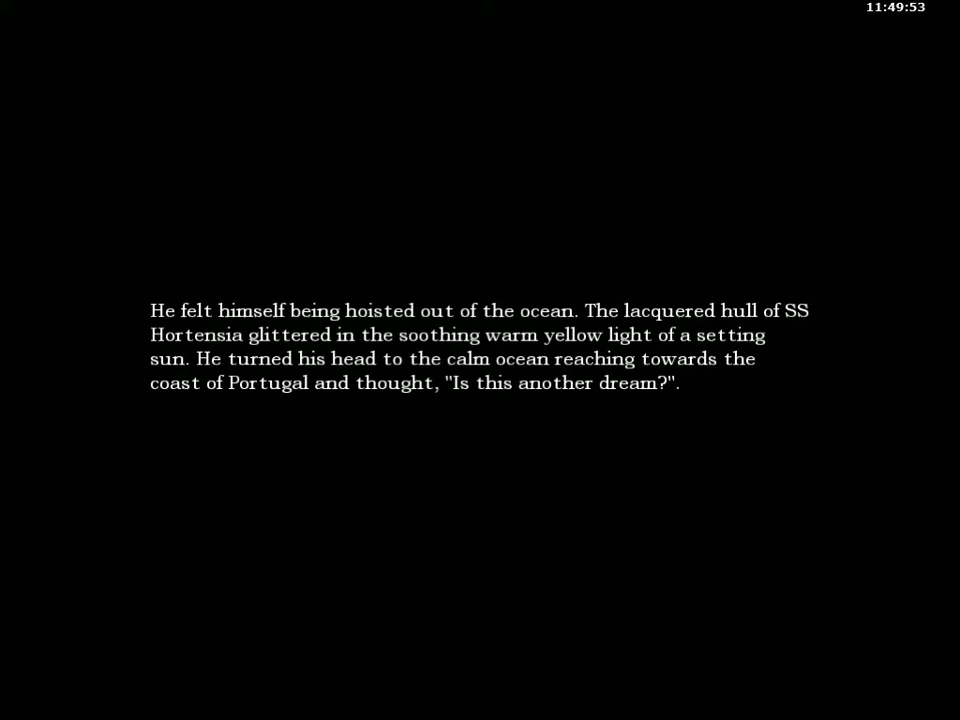 11:49:53
He felt himself being hoisted out of the ocean. The lacquered hull of SS
Hortensia glittered in the soothing warm yellow light of a setting
sun. He turned his head to the calm ocean reaching towards the
coast of Portugal and thought, "Is this another dream?".